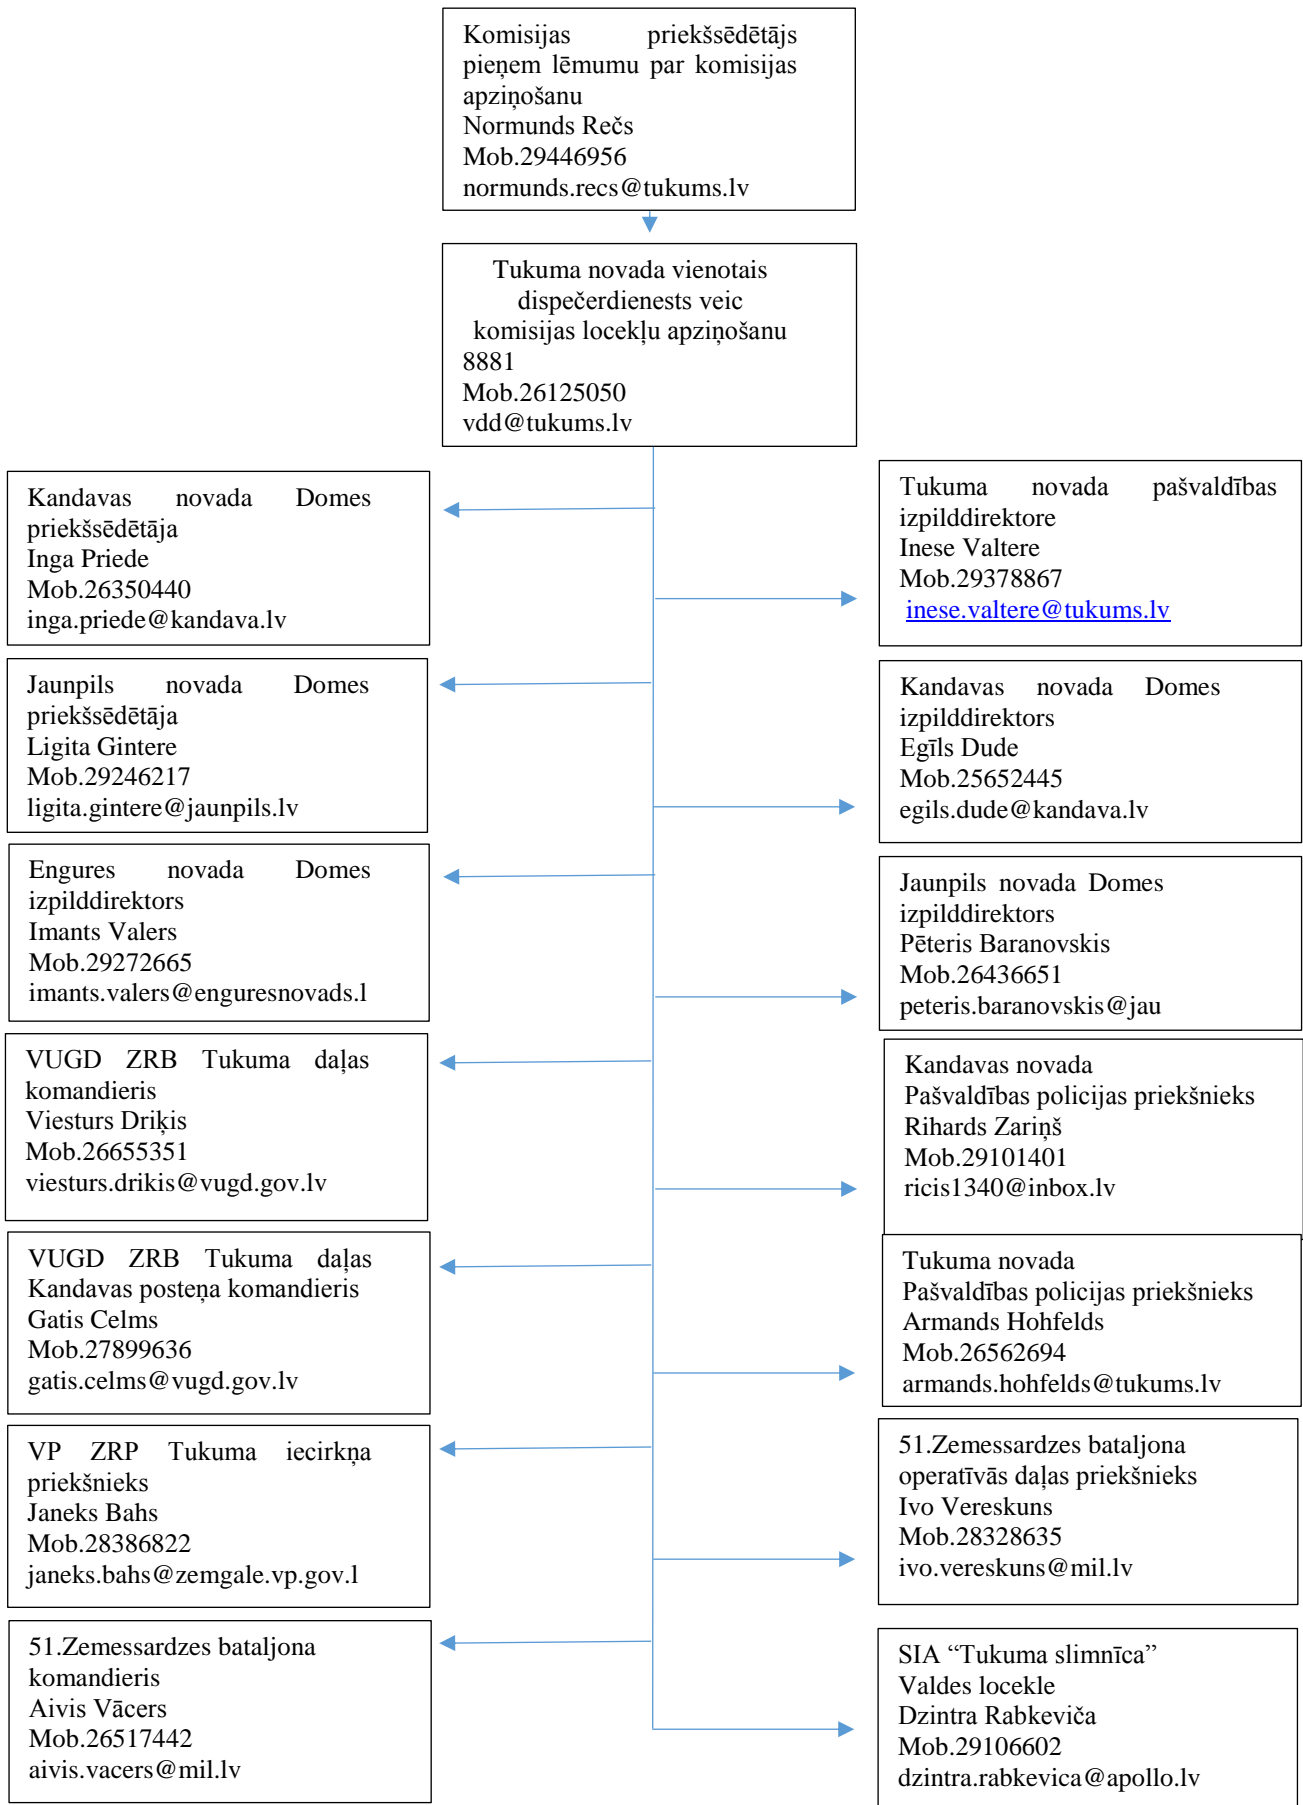 Komisijas priekšsēdētājs
pieņem lēmumu par komisijas
apziņošanu
Normunds Rečs
Mob.29446956
normunds.recs@tukums.lv
Tukuma novada vienotais
dispečerdienests veic
komisijas locekļu apziņošanu
8881
Mob.26125050
vdd@tukums.lv
Kandavas novada Domes
priekšsēdētāja
Inga Priede
Mob.26350440
inga.priede@kandava.lv
Tukuma novada pašvaldības
izpilddirektore
Inese Valtere
Mob.29378867
inese.valtere@tukums.lv
Jaunpils novada Domes
priekšsēdētāja
Ligita Gintere
Mob.29246217
ligita.gintere@jaunpils.lv
Kandavas novada Domes
izpilddirektors
Egīls Dude
Mob.25652445
egils.dude@kandava.lv
Engures novada Domes
izpilddirektors
Imants Valers
Mob.29272665
imants.valers@enguresnovads.l
Jaunpils novada Domes
izpilddirektors
Pēteris Baranovskis
Mob.26436651
peteris.baranovskis@jau
VUGD ZRB Tukuma daļas
komandieris
Viesturs Driķis
Mob.26655351
viesturs.drikis@vugd.gov.lv
Kandavas novada
Pašvaldības policijas priekšnieks
Rihards Zariņš
Mob.29101401
ricis1340@inbox.lv
VUGD ZRB Tukuma daļas
Kandavas posteņa komandieris
Gatis Celms
Mob.27899636
gatis.celms@vugd.gov.lv
Tukuma novada
Pašvaldības policijas priekšnieks
Armands Hohfelds
Mob.26562694
armands.hohfelds@tukums.lv
VP ZRP Tukuma iecirkņa
priekšnieks
Janeks Bahs
Mob.28386822
janeks.bahs@zemgale.vp.gov.l
51.Zemessardzes bataljona
operatīvās daļas priekšnieks
Ivo Vereskuns
Mob.28328635
ivo.vereskuns@mil.lv
51.Zemessardzes bataljona
komandieris
Aivis Vācers
Mob.26517442
aivis.vacers@mil.lv
SIA “Tukuma slimnīca”
Valdes locekle
Dzintra Rabkeviča
Mob.29106602
dzintra.rabkevica@apollo.lv